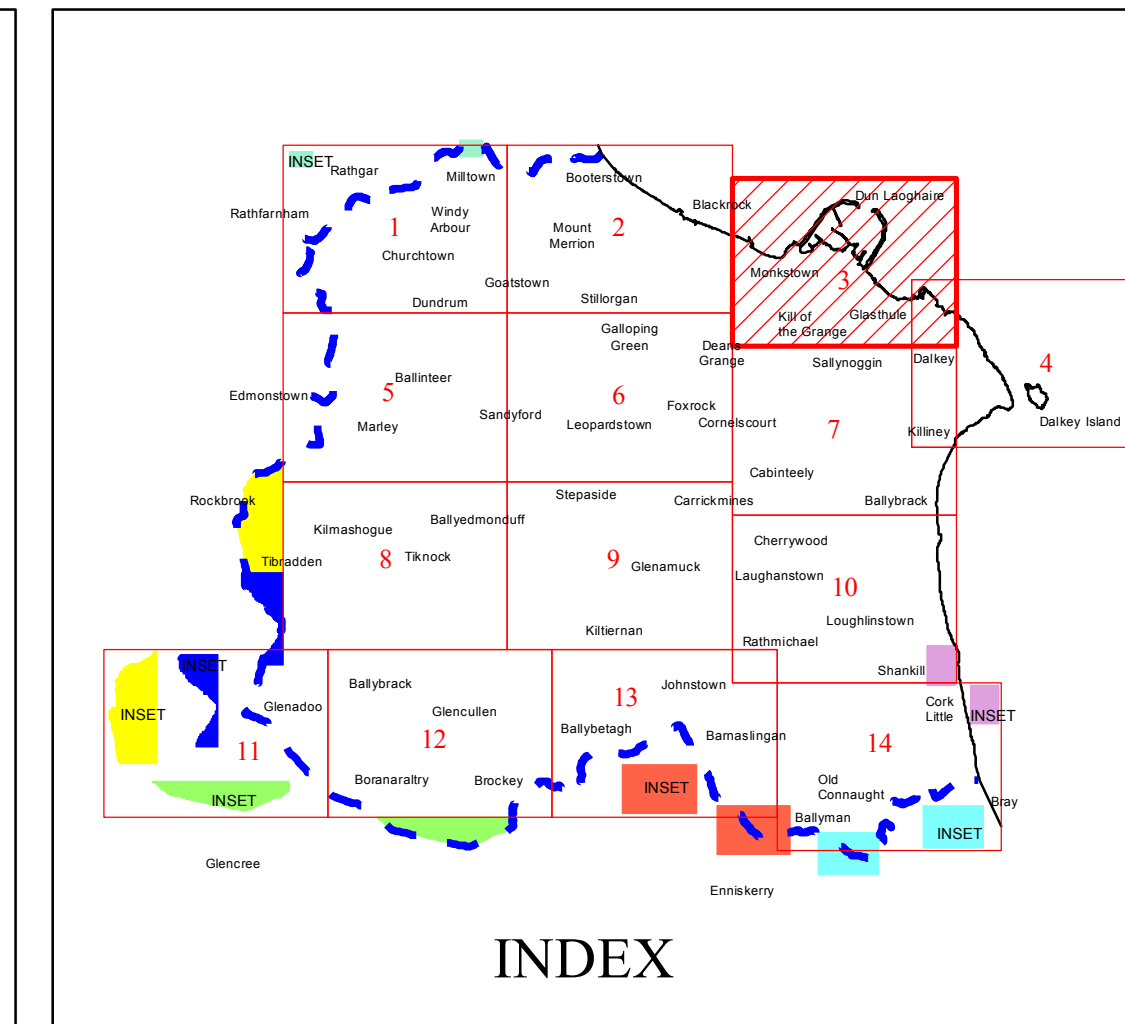 INSET
Rathgar
Milltown
Booterstown
Rathfarnham
Windy
Arbour
1
Churchtown
Goatstown
Dundrum
Mount
Merrion
2
Stillorgan
Blackrock
Dun Laoghaire
Monkstown
3
Kill of
the Grange
Glasthule
Galloping
Green
Deans
Grange
Sallynoggin
Dalkey
4
Dalkey Island
Edmonstown
5
Ballinteer
Marley
Sandyford
6
Foxrock
Leopardstown
Cornelscourt
7
Killiney
Cabinteely
Ballybrack
Rockbrook
Stepaside
Carrickmines
Kilmashogue
Ballyedmonduff
Tibradden
8
Tiknock
9
Glenamuck
Kiltiernan
Cherrywood
Laughanstown
10
Loughlinstown
Rathmichael
Shankill
INSET
INSET
Glenadoo
11
INSET
Ballybrack
Glencullen
12
Boranaraltry
Brockey
13
Johnstown
Ballybetagh
Barnaslingan
INSET
Cork
Little
INSET
14
Old
Connaught
Bray
Ballyman
INSET
Glencree
Enniskerry
INDEX